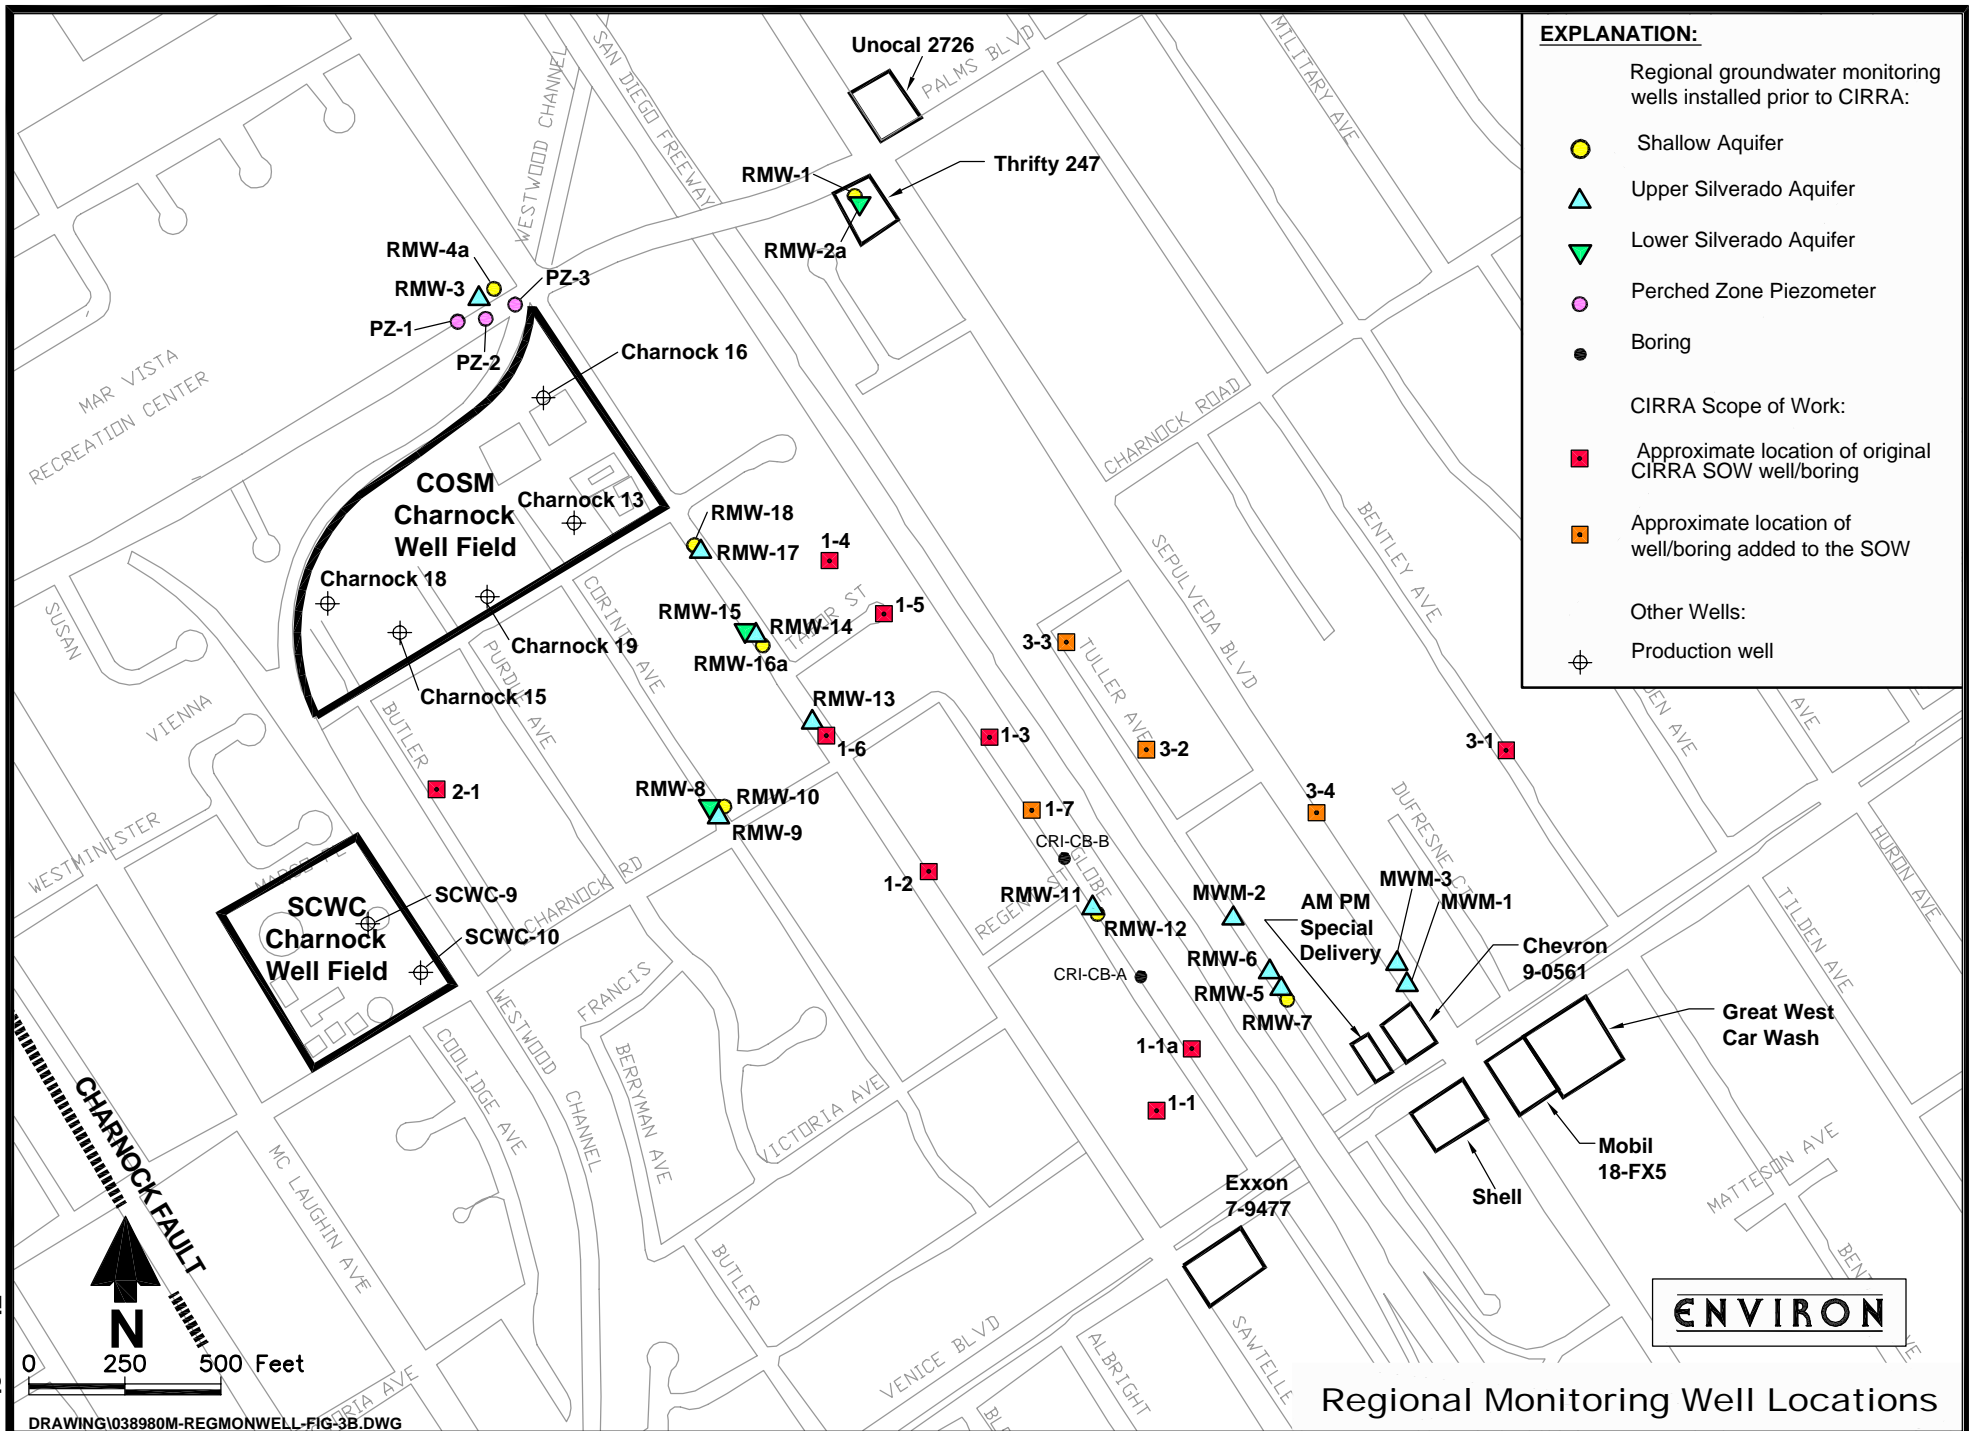 EXPLANATION:
Regional groundwater monitoring
wells installed prior to CIRRA:
Shallow Aquifer
Upper Silverado Aquifer
Lower Silverado Aquifer
Perched Zone Piezometer
Boring
CIRRA Scope of Work:
Approximate location of original
CIRRA SOW well/boring
Approximate location of
well/boring added to the SOW
Other Wells:
Production well
Unocal 2726
PALMS BLVD
MILITARY AVE
SAN DIEGO FREEWAY
WESTWOOD CHANNEL
Thrifty 247
RMW-1
RMW-2a
RMW-4a
RMW-3
PZ-3
PZ-1
PZ-2
MAR VISTA
RECREATION CENTER
Charnock 16
COSM
Charnock
Well Field
Charnock 13
Charnock 18
Charnock 19
Charnock 15
CHARNOCK ROAD
RMW-18
RMW-17
1-4
1-5
RMW-15
RMW-14
RMW-16a
TABOR ST
RMW-13
1-6
1-3
3-3
3-2
3-1
3-4
SEPULVEDA BLVD
BENTLEY AVE
TULLER AVE
CORINTH AVE
PURDUE AVE
BUTLER
SUSAN
VIENNA
WESTMINISTER
2-1
RMW-8
RMW-10
RMW-9
1-7
CRI-CB-B
1-2
GLOBE
REGENT ST
RMW-11
RMW-12
CRI-CB-A
MWM-2
RMW-6
RMW-5
RMW-7
AM PM
Special
Delivery
MWM-3
MWM-1
DUFRESNE CT
Chevron
9-0561
Great West
Car Wash
Mobil
18-FX5
Shell
HURON AVE
TILDEN AVE
AVE
MATTESON AVE
1-1a
1-1
Exxon
7-9477
SCWC
Charnock
Well Field
SCWC-9
SCWC-10
CHARNOCK RD
FRANCIS
WESTWOOD CHANNEL
COOLIDGE AVE
BERRYMAN AVE
VICTORIA AVE
MC LAUGHIN AVE
BUTLER
VENICE BLVD
ALBRIGHT
SAWTELLE
CHARNOCK FAULT
N
0 250 500 Feet
ENVIRON
Regional Monitoring Well Locations
DRAWING\038980M-REGMONWELL-FIG-3B.DWG